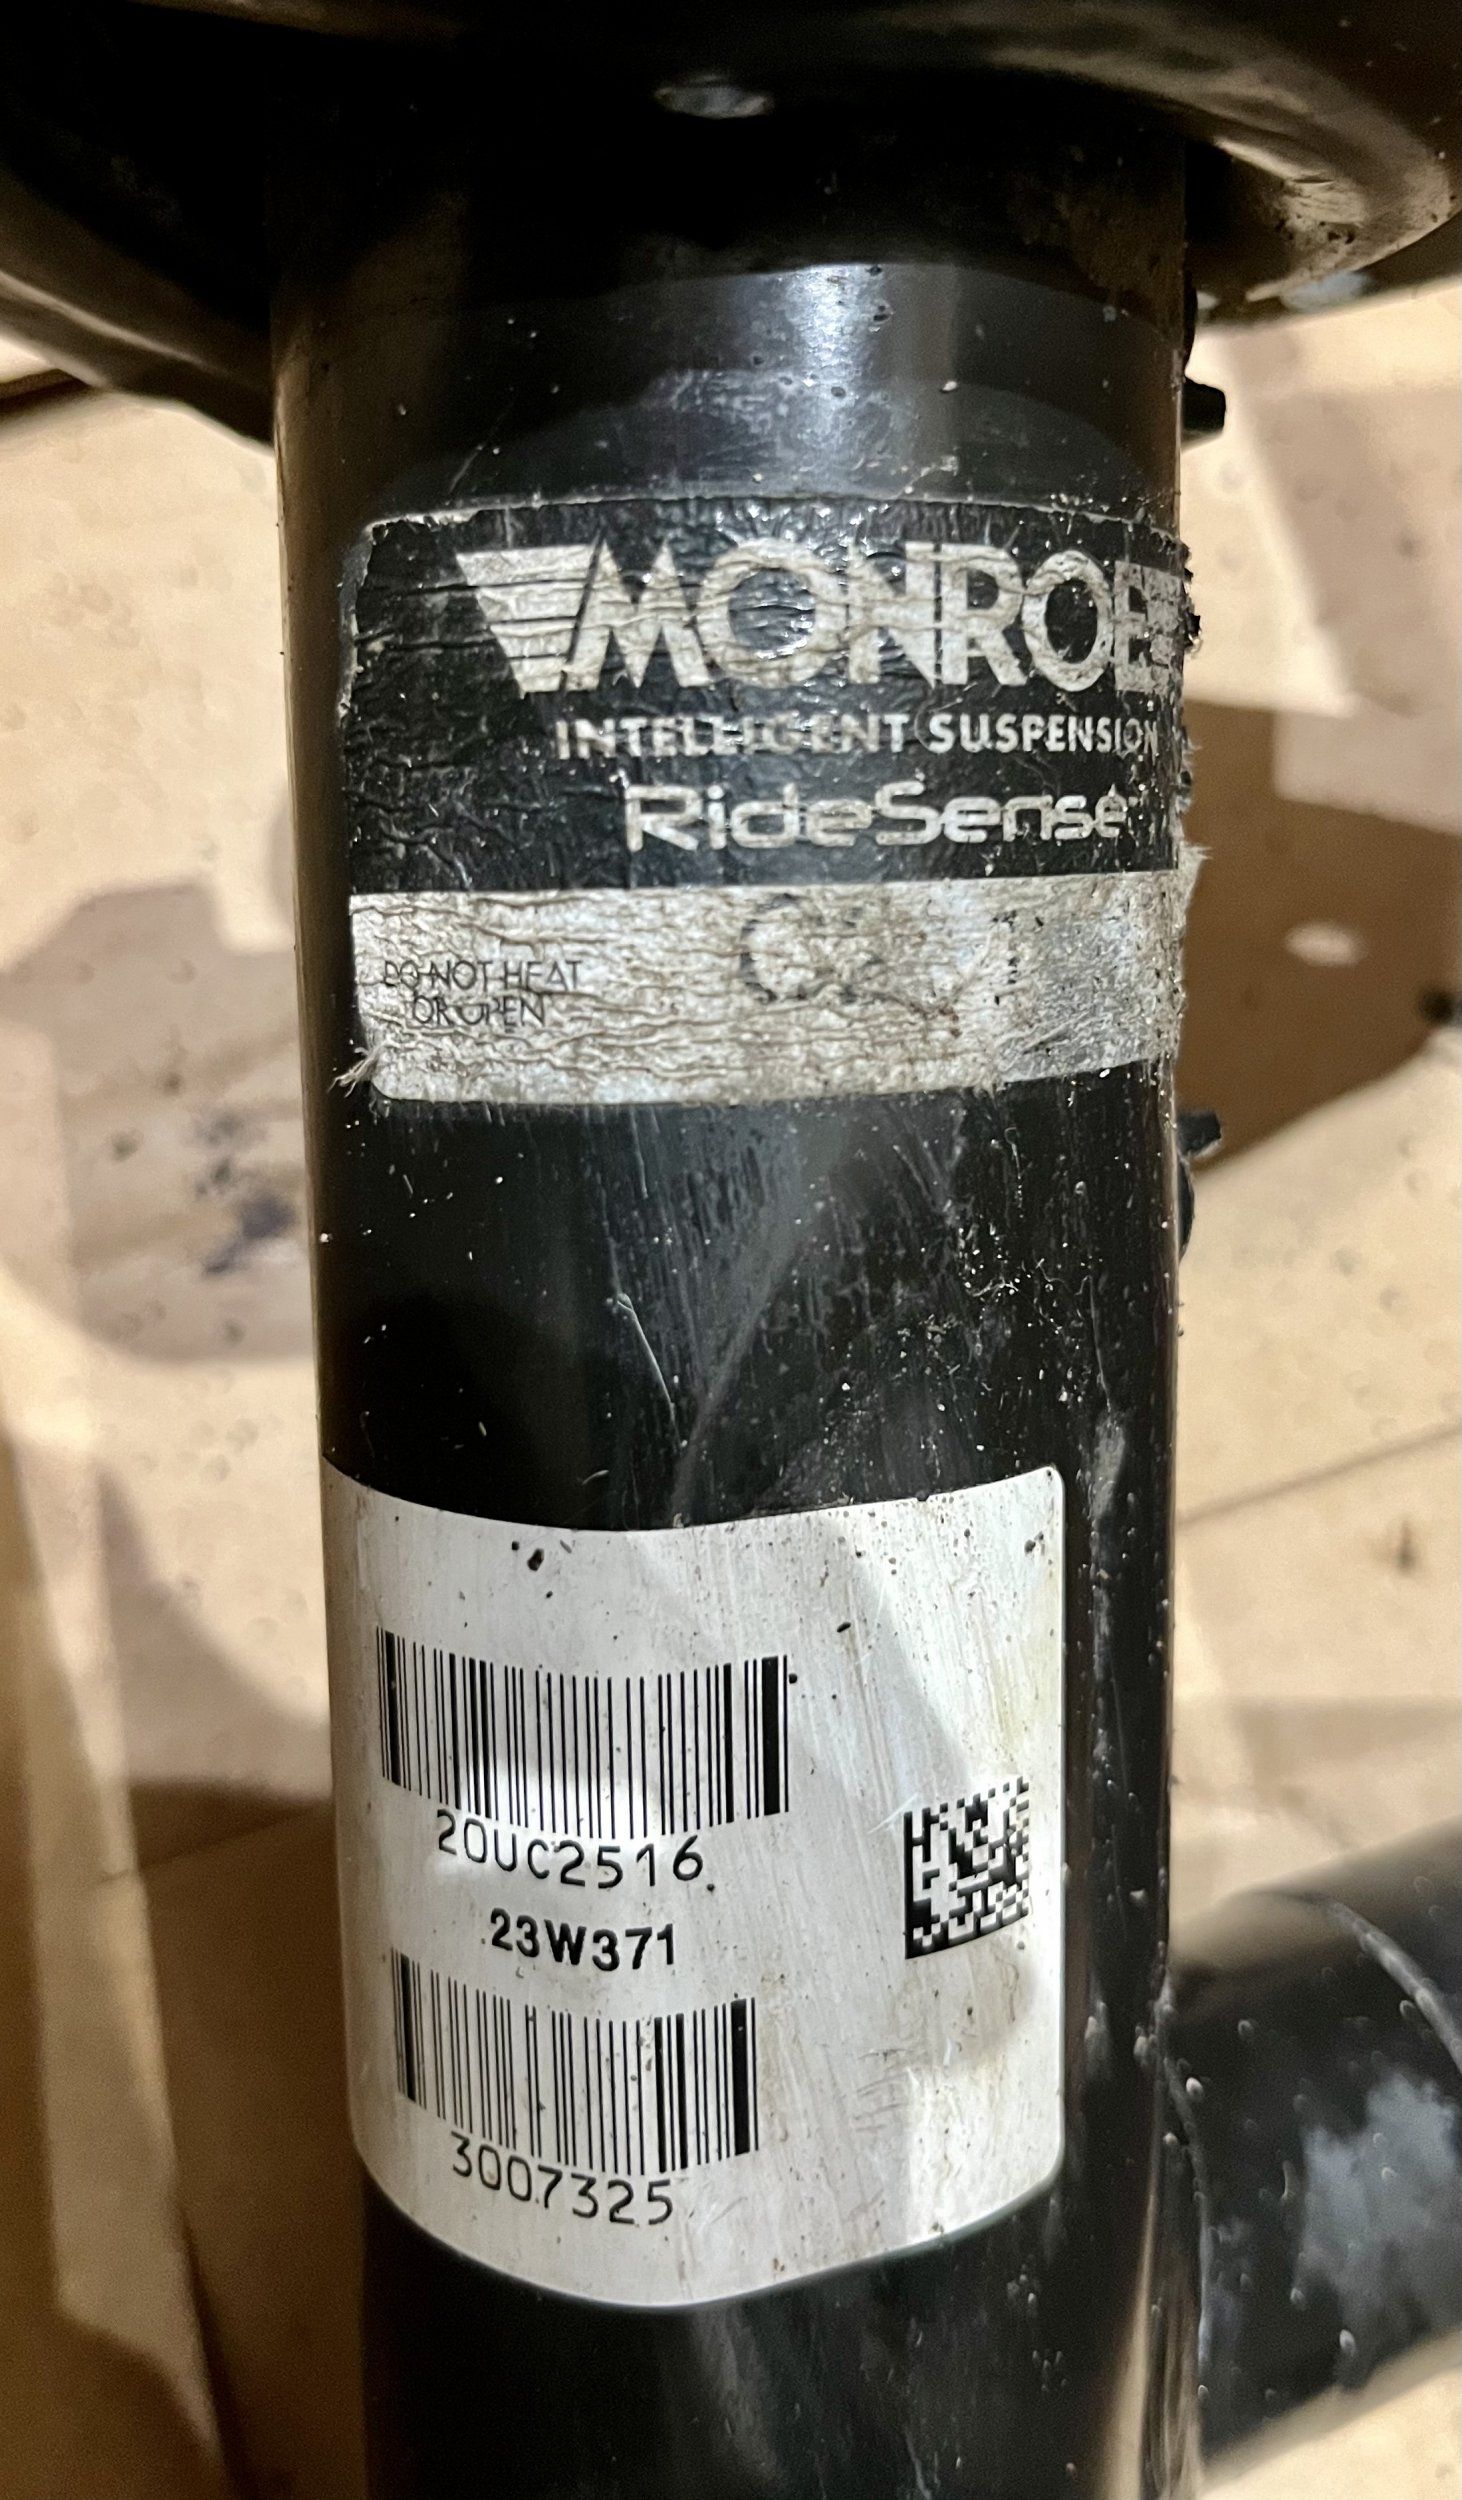 MONROE
INTELLIGENT SUSPENSION
RideSense
DO NOT HEAT
OR OPEN
20UC2516
23W371
3007325